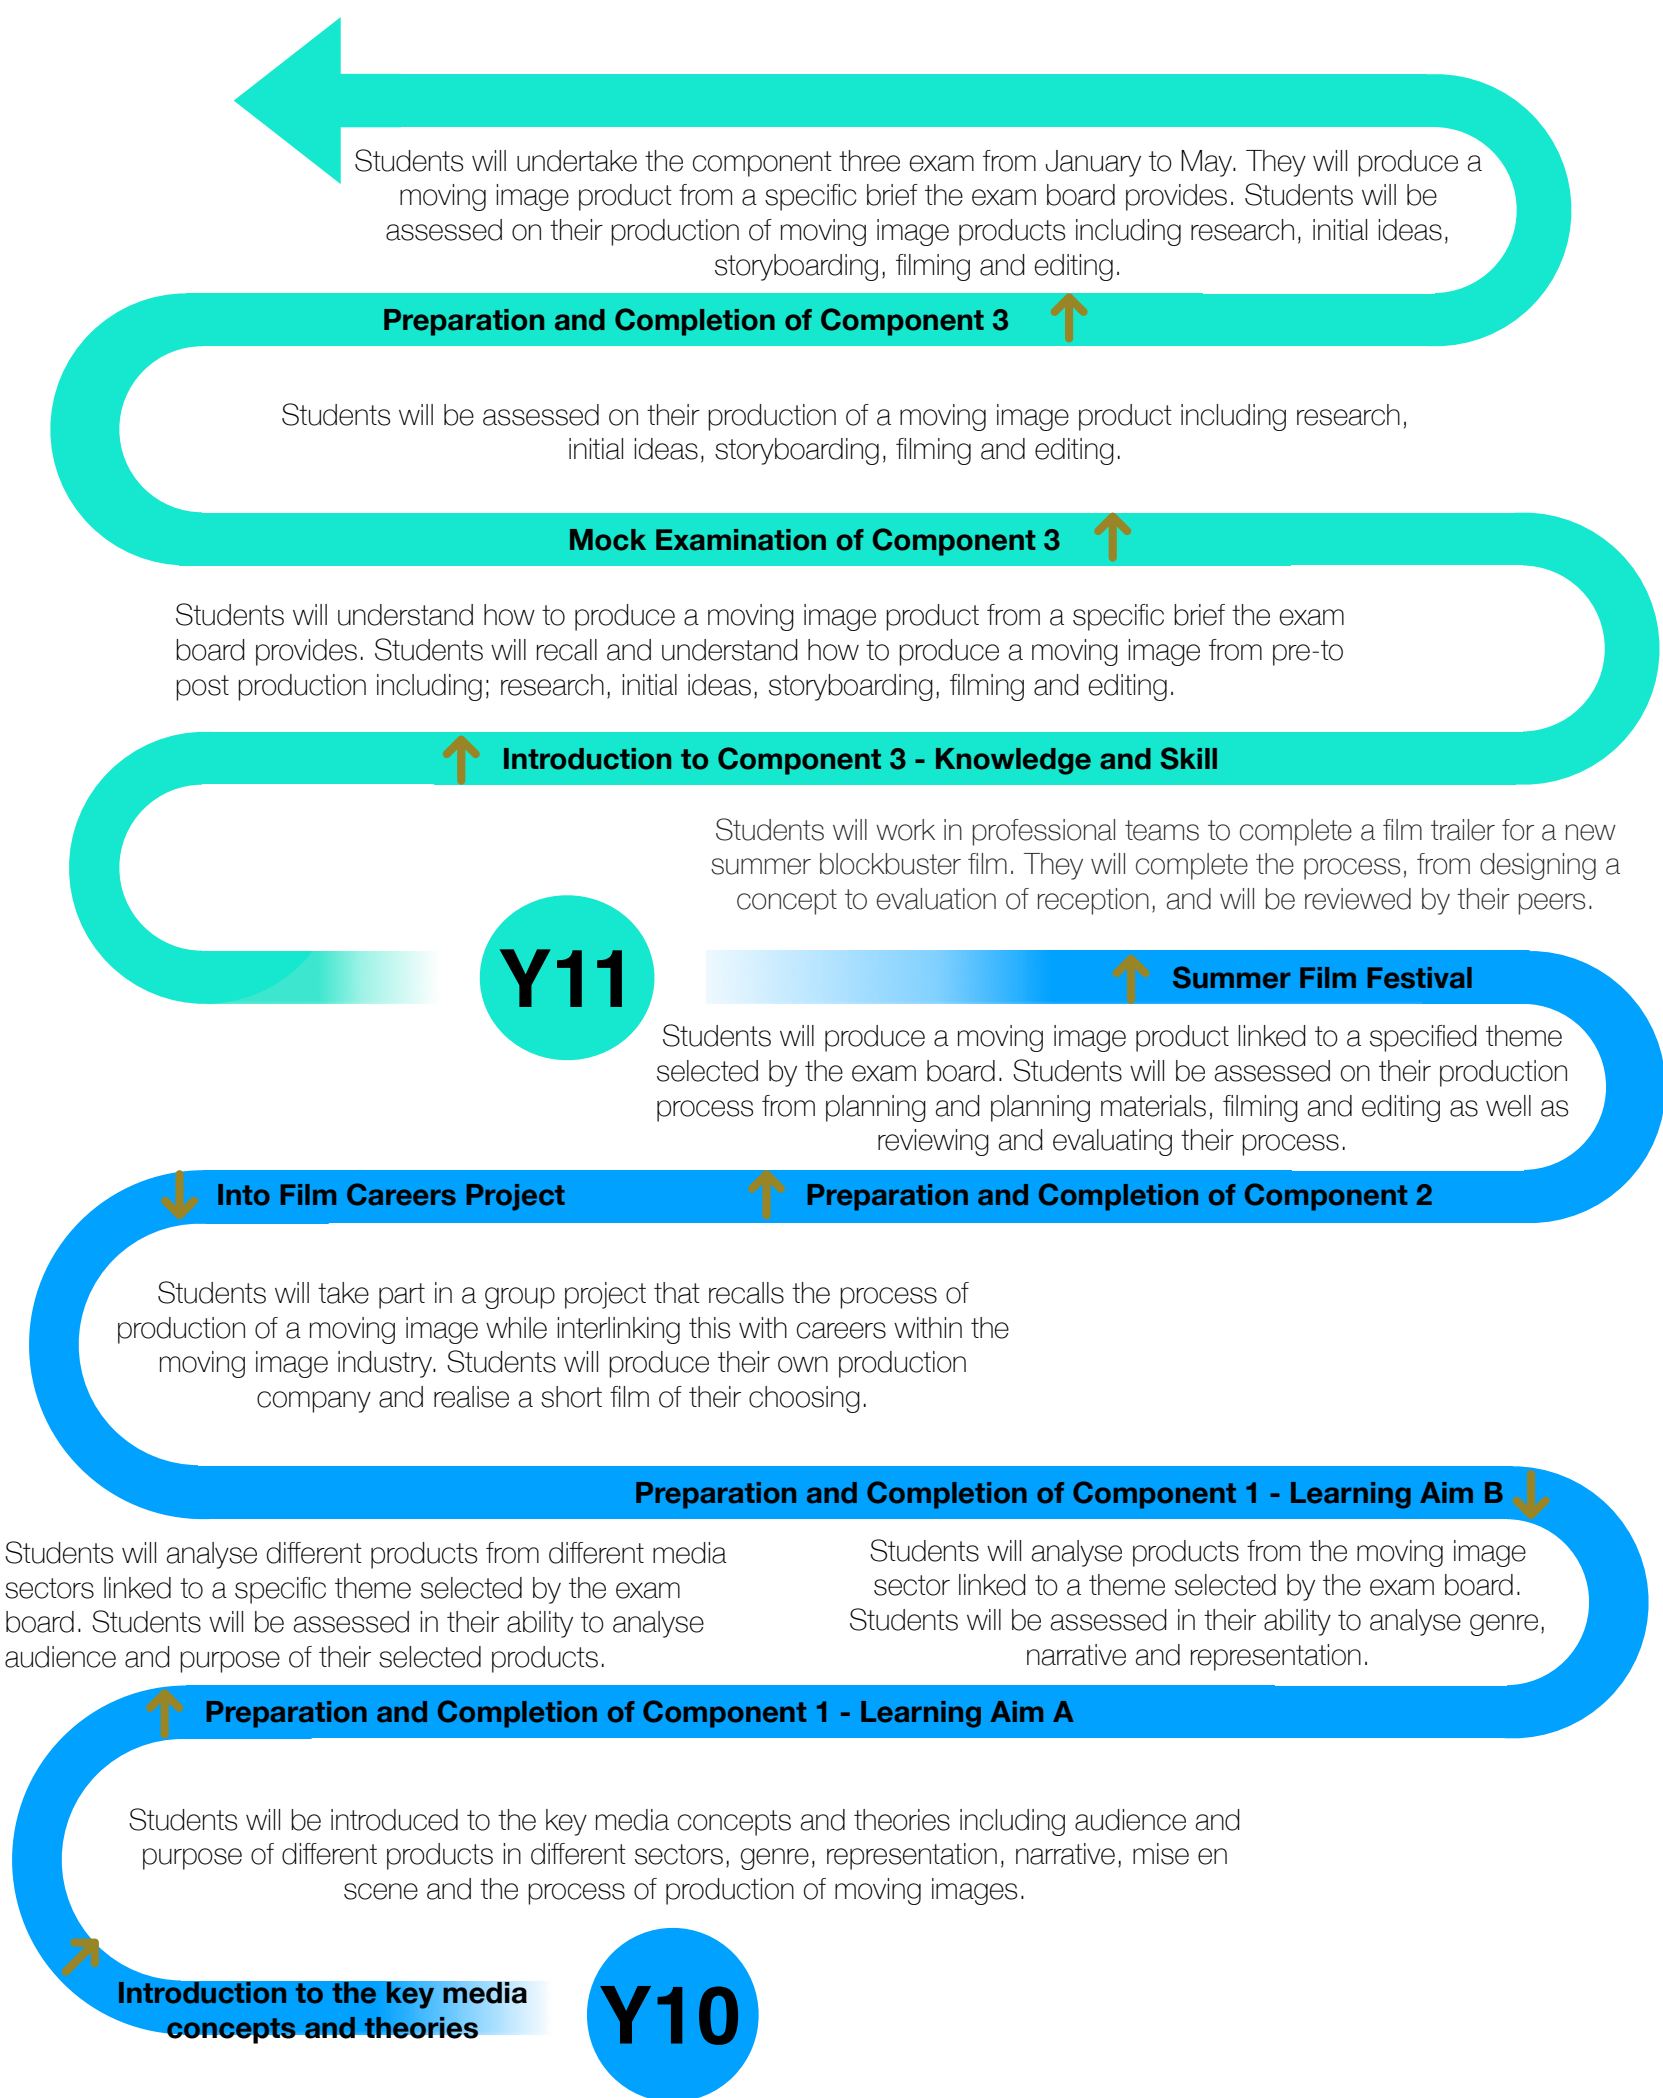 Students will undertake the component three exam from January to May. They will produce a
moving image product from a specific brief the exam board provides. Students will be
assessed on their production of moving image products including research, initial ideas,
storyboarding, filming and editing.
Preparation and Completion of Component 3
Students will be assessed on their production of a moving image product including research,
initial ideas, storyboarding, filming and editing.
Mock Examination of Component 3
Students will understand how to produce a moving image product from a specific brief the exam
board provides. Students will recall and understand how to produce a moving image from pre-to
post production including; research, initial ideas, storyboarding, filming and editing.
Introduction to Component 3 - Knowledge and Skill
Students will work in professional teams to complete a film trailer for a new
summer blockbuster film. They will complete the process, from designing a
concept to evaluation of reception, and will be reviewed by their peers.
Y11
Summer Film Festival
Students will produce a moving image product linked to a specified theme
selected by the exam board. Students will be assessed on their production
process from planning and planning materials, filming and editing as well as
reviewing and evaluating their process.
Into Film Careers Project
Preparation and Completion of Component 2
Students will take part in a group project that recalls the process of
production of a moving image while interlinking this with careers within the
moving image industry. Students will produce their own production
company and realise a short film of their choosing.
Preparation and Completion of Component 1 - Learning Aim B
Students will analyse different products from different media
sectors linked to a specific theme selected by the exam
board. Students will be assessed in their ability to analyse
audience and purpose of their selected products.
Students will analyse products from the moving image
sector linked to a theme selected by the exam board.
Students will be assessed in their ability to analyse genre,
narrative and representation.
Preparation and Completion of Component 1 - Learning Aim A
Students will be introduced to the key media concepts and theories including audience and
purpose of different products in different sectors, genre, representation, narrative, mise en
scene and the process of production of moving images.
Introduction to the key media
concepts and theories
Y10